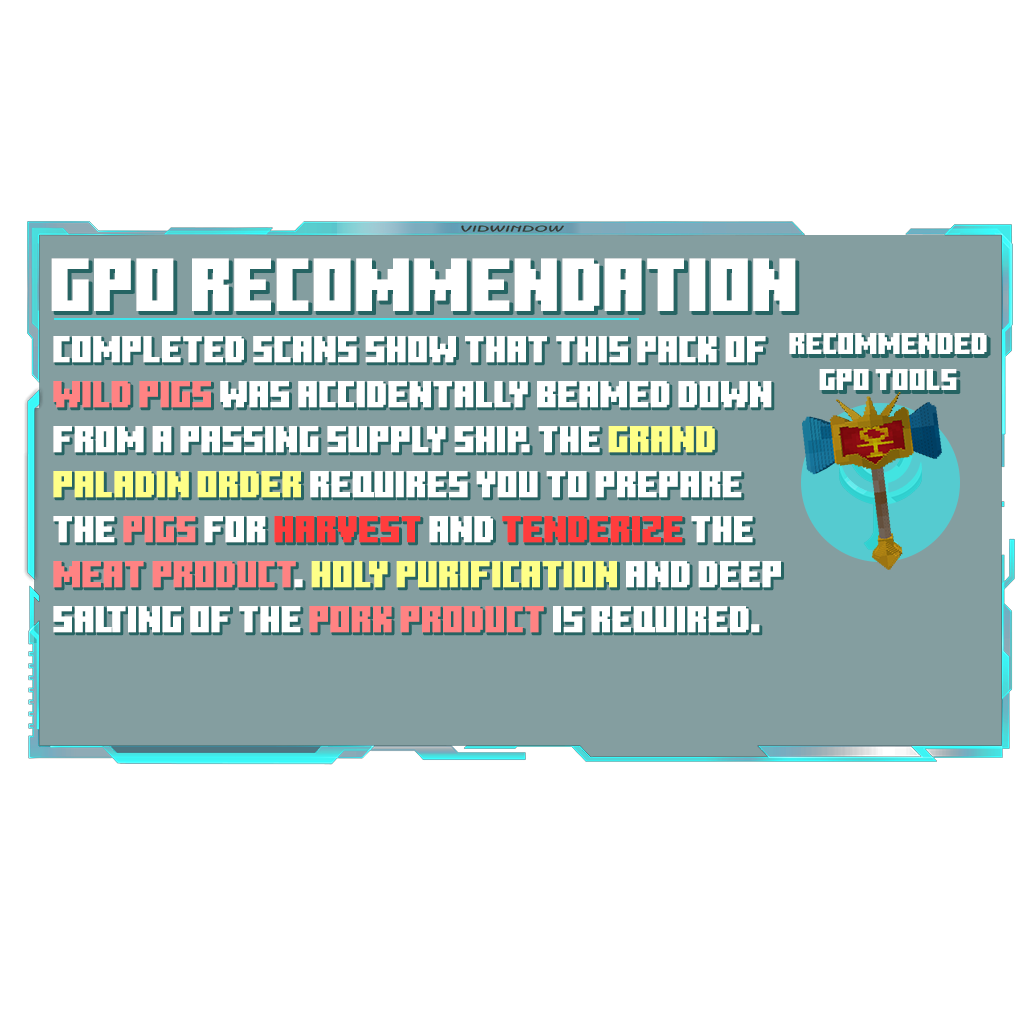 VIDWINDOW
GPO RECOMMENDATION
COMPLETED SCANS SHOW THAT THIS PACK OF
WILD PIGS WAS ACCIDENTALLY BEAMED DOWN
FROM A PASSING SUPPLY SHIP. THE GRAND
PALADIN ORDER REQUIRES YOU TO PREPARE
THE PIGS FOR HARVEST AND TENDERIZE THE
MEAT PRODUCT. HOLY PURIFICATION AND DEEP
SALTING OF THE PORK PRODUCT IS REQUIRED.
RECOMMENDED
GPO TOOLS